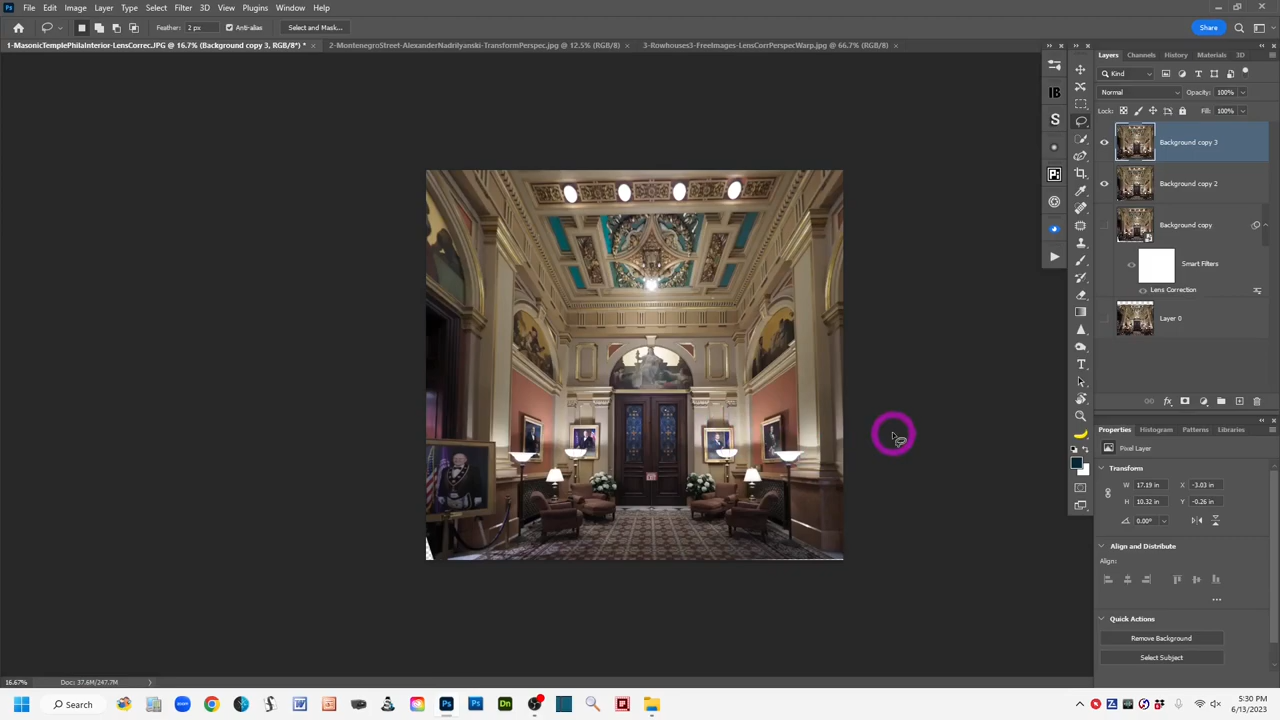 File Edit Image Layer Type Select Filter 3D View Plugins Window Help
Feather: 2 px Anti-alias Select and Mask... Share
1-MasonicTemplePhilaInterior-LensCorrec.JPG @ 16.7% (Background copy 3, RGB/8*) × 2-MontenegroStreet-AlexanderNadrilyanski-TransformPerspec.jpg @ 12.5% (RGB/8) × 3-Rowhouses3-FreeImages-LensCorrPerspecWarp.jpg @ 66.7% (RGB/8) ×
Layers Channels History Materials 3D
Kind
Normal Opacity: 100%
Lock: Fill: 100%
Background copy 3
Background copy 2
Background copy
Smart Filters
Lens Correction
Layer 0
Properties Histogram Patterns Libraries
Pixel Layer
Transform
W 17.19 in X -3.03 in
H 10.32 in Y -0.26 in
0.00°
Align and Distribute
Align:
Quick Actions
Remove Background
Select Subject
16.67% Doc: 37.6M/247.7M
Search
:30 PM
6/13/2023